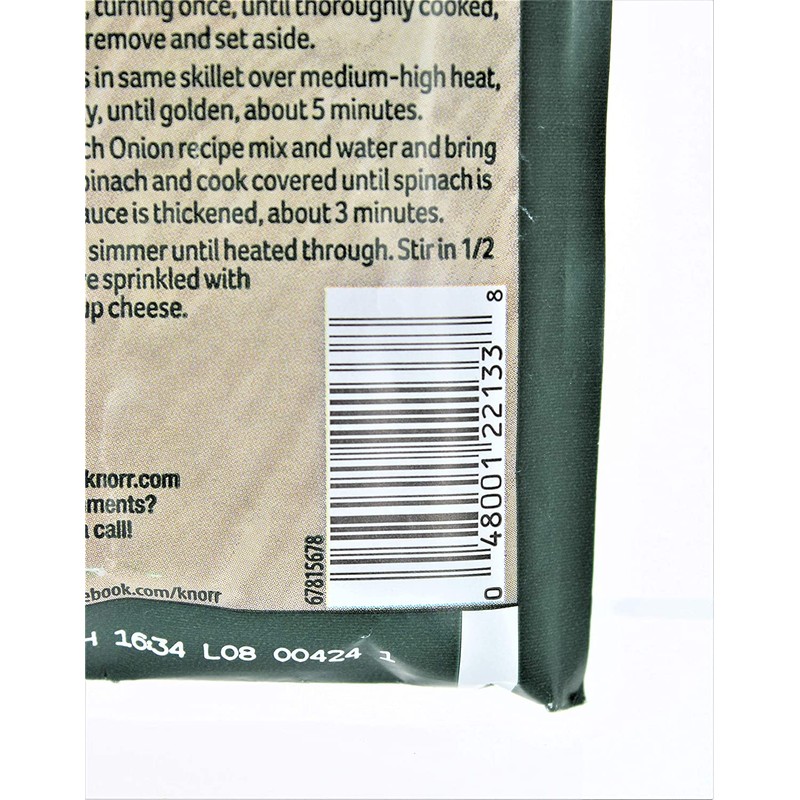 , turning once, until thoroughly cooked,
remove and set aside.
s in same skillet over medium-high heat,
y, until golden, about 5 minutes.
ch Onion recipe mix and water and bring
pinach and cook covered until spinach is
auce is thickened, about 3 minutes.
simmer until heated through. Stir in 1/2
e sprinkled with
up cheese.
knorr.com
ments?
a call!
ebook.com/knorr
67815678
0 48001 22133 8
H 16:34 L08 00424 1